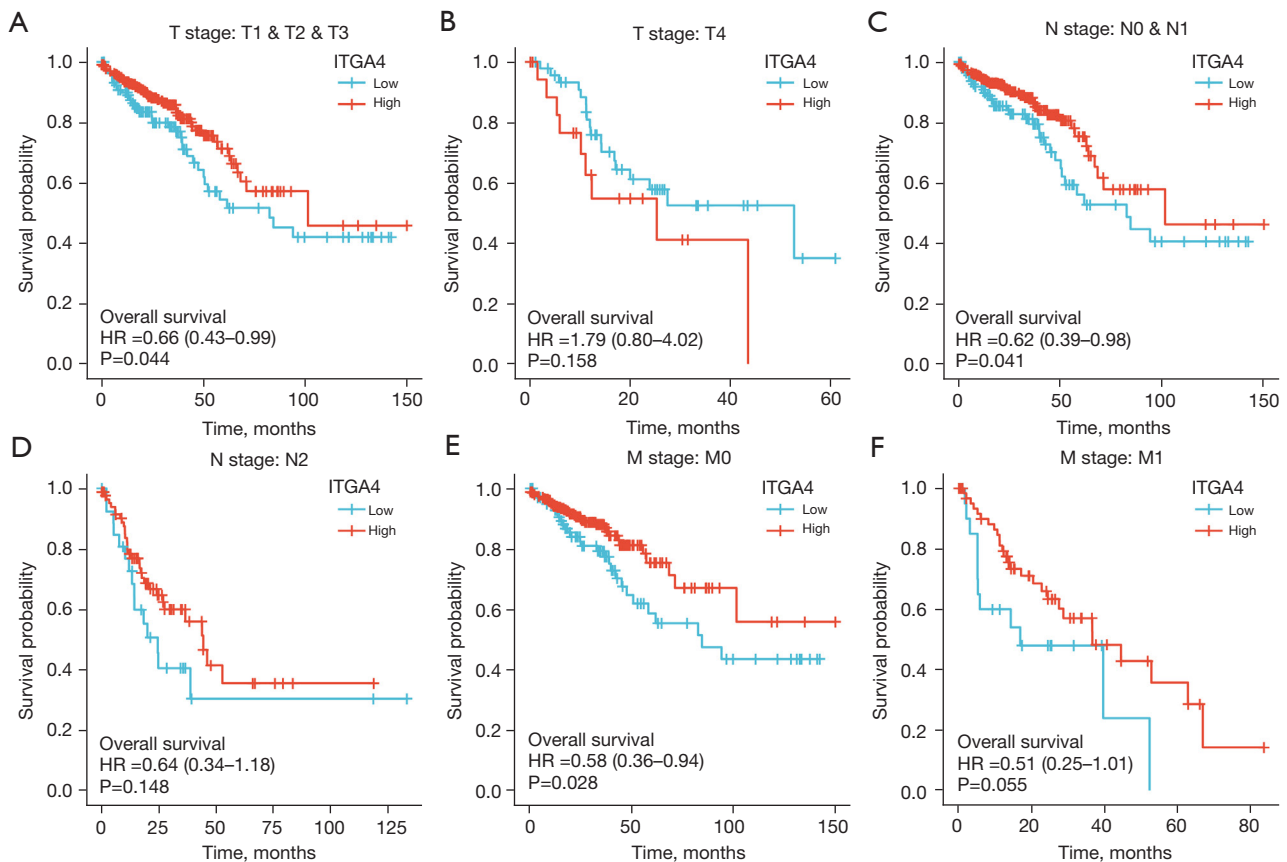 A
T stage: T1 & T2 & T3
ITGA4
Low
High
1.0
0.8
0.6
0.4
0.2
0.0
Survival probability
Overall survival
HR =0.66 (0.43–0.99)
P=0.044
0 50 100 150
Time, months
B
T stage: T4
ITGA4
Low
High
1.0
0.8
0.6
0.4
0.2
0.0
Survival probability
Overall survival
HR =1.79 (0.80–4.02)
P=0.158
0 20 40 60
Time, months
C
N stage: N0 & N1
ITGA4
Low
High
1.0
0.8
0.6
0.4
0.2
0.0
Survival probability
Overall survival
HR =0.62 (0.39–0.98)
P=0.041
0 50 100 150
Time, months
D
N stage: N2
ITGA4
Low
High
1.0
0.8
0.6
0.4
0.2
0.0
Survival probability
Overall survival
HR =0.64 (0.34–1.18)
P=0.148
0 25 50 75 100 125
Time, months
E
M stage: M0
ITGA4
Low
High
1.0
0.8
0.6
0.4
0.2
0.0
Survival probability
Overall survival
HR =0.58 (0.36–0.94)
P=0.028
0 50 100 150
Time, months
F
M stage: M1
ITGA4
Low
High
1.0
0.8
0.6
0.4
0.2
0.0
Survival probability
Overall survival
HR =0.51 (0.25–1.01)
P=0.055
0 20 40 60 80
Time, months